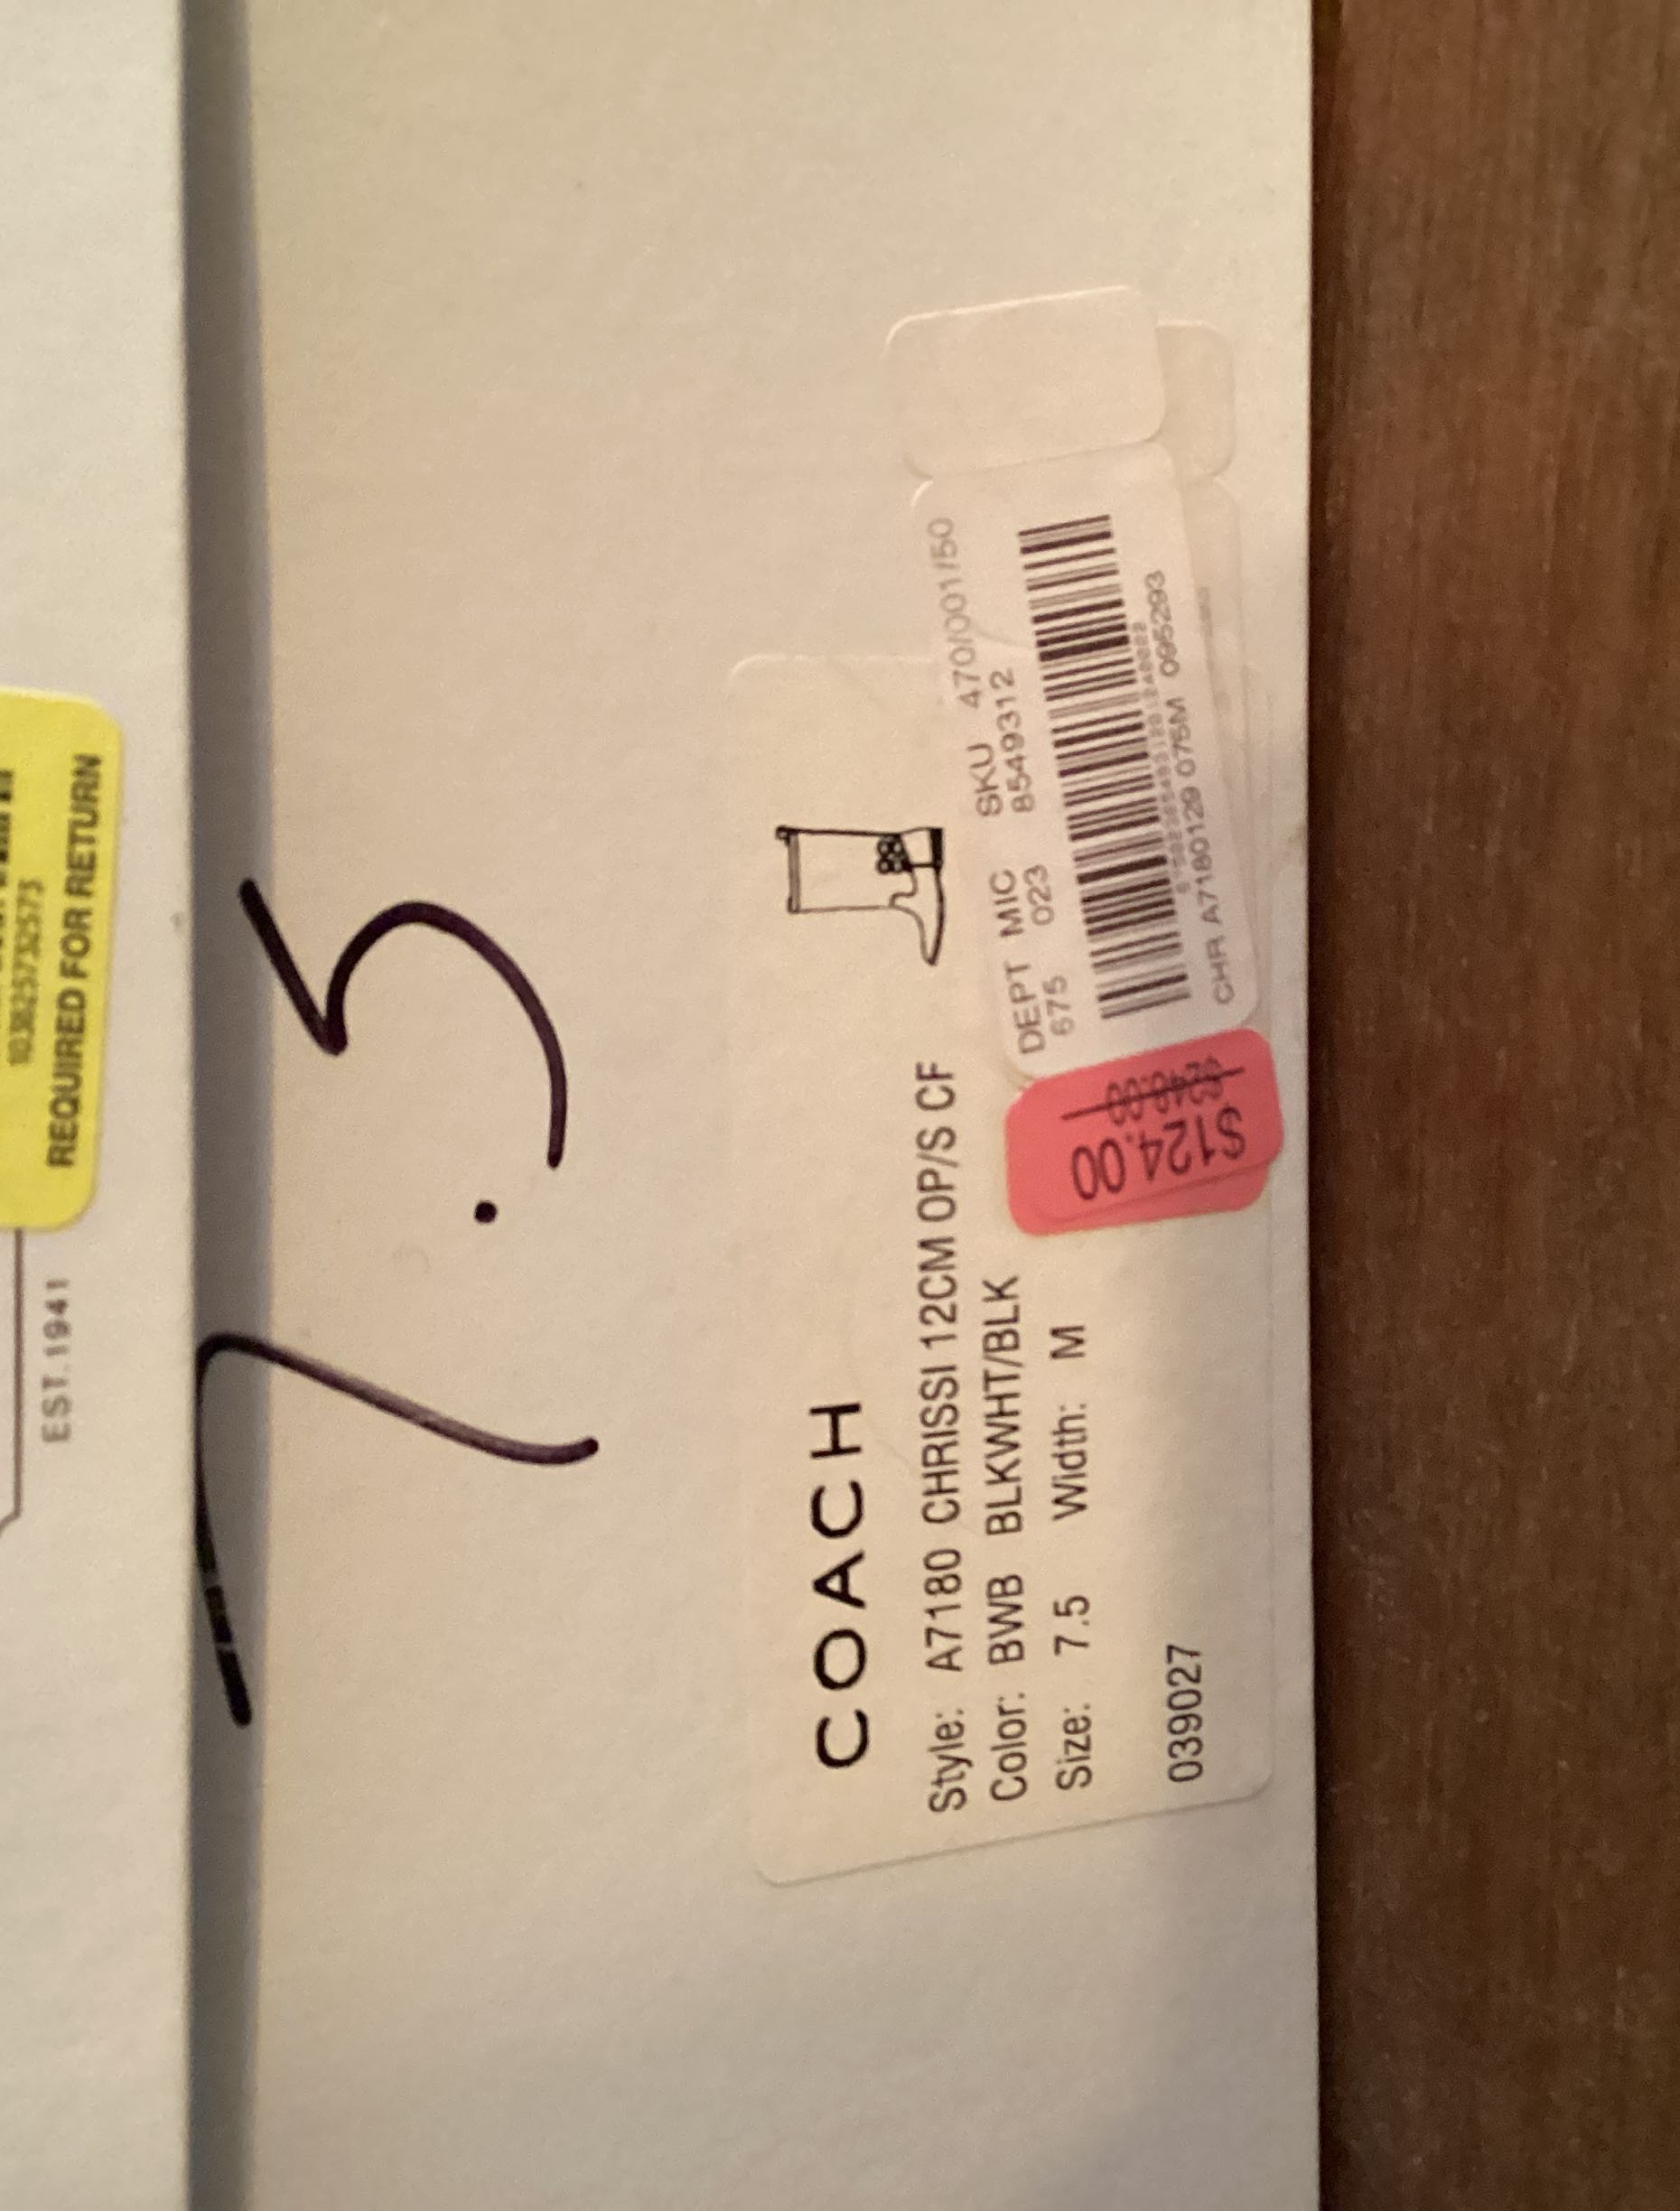 10382573257​3
REQUIRED FOR RETURN
EST.1941
7.5
COACH
Style: A7180 CHRISSI 12CM OP/S CF
Color: BWB BLKWHT/BLK
Size: 7.5 Width: M
039027
$124.00
DEPT MIC SKU 470/001/50
675 023 8549312
CHR A7180129 075M 095293